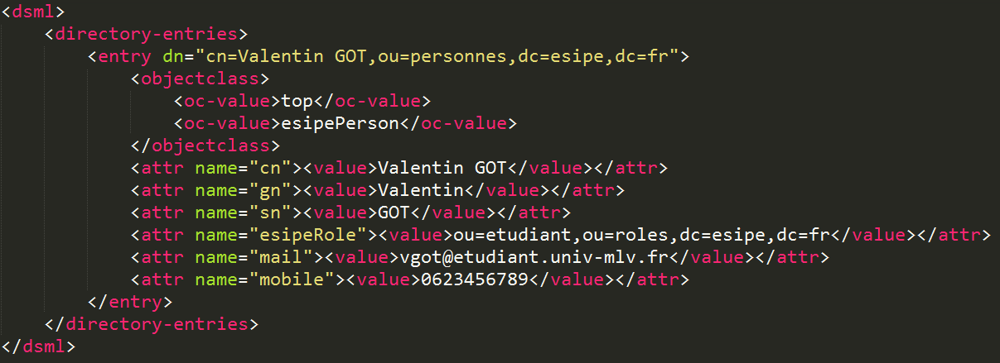 <dsml>
<directory-entries>
<entry dn="cn=Valentin GOT,ou=personnes,dc=esipe,dc=fr">
<objectclass>
<oc-value>top</oc-value>
<oc-value>esipePerson</oc-value>
</objectclass>
<attr name="cn"><value>Valentin GOT</value></attr>
<attr name="gn"><value>Valentin</value></attr>
<attr name="sn"><value>GOT</value></attr>
<attr name="esipeRole"><value>ou=etudiant,ou=roles,dc=esipe,dc=fr</value></attr>
<attr name="mail"><value>vgot@etudiant.univ-mlv.fr</value></attr>
<attr name="mobile"><value>0623456789</value></attr>
</entry>
</directory-entries>
</dsml>